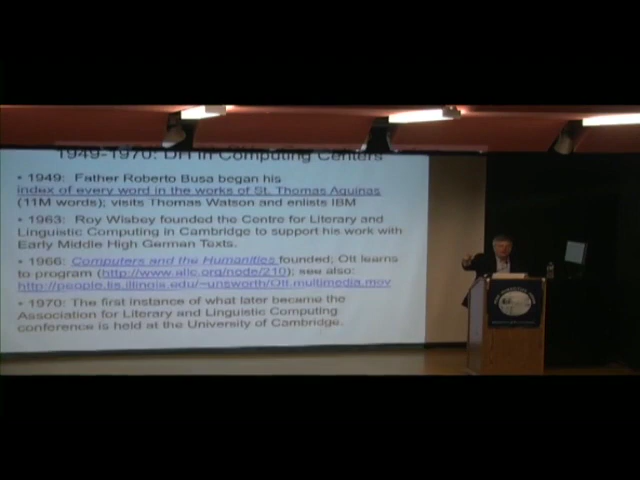 1949-1970: DH in Computing Centers
• 1949: Father Roberto Busa began his
index of every word in the works of St. Thomas Aquinas
(11M words); visits Thomas Watson and enlists IBM
• 1963: Roy Wisbey founded the Centre for Literary and
Linguistic Computing in Cambridge to support his work with
Early Middle High German Texts.
• 1966: Computers and the Humanities founded; Ott learns
to program (http://www.allc.org/node/210); see also:
http://people.lis.illinois.edu/~unsworth/Ott.multimedia.mov
• 1970: The first instance of what later became the
Association for Literary and Linguistic Computing
conference is held at the University of Cambridge.